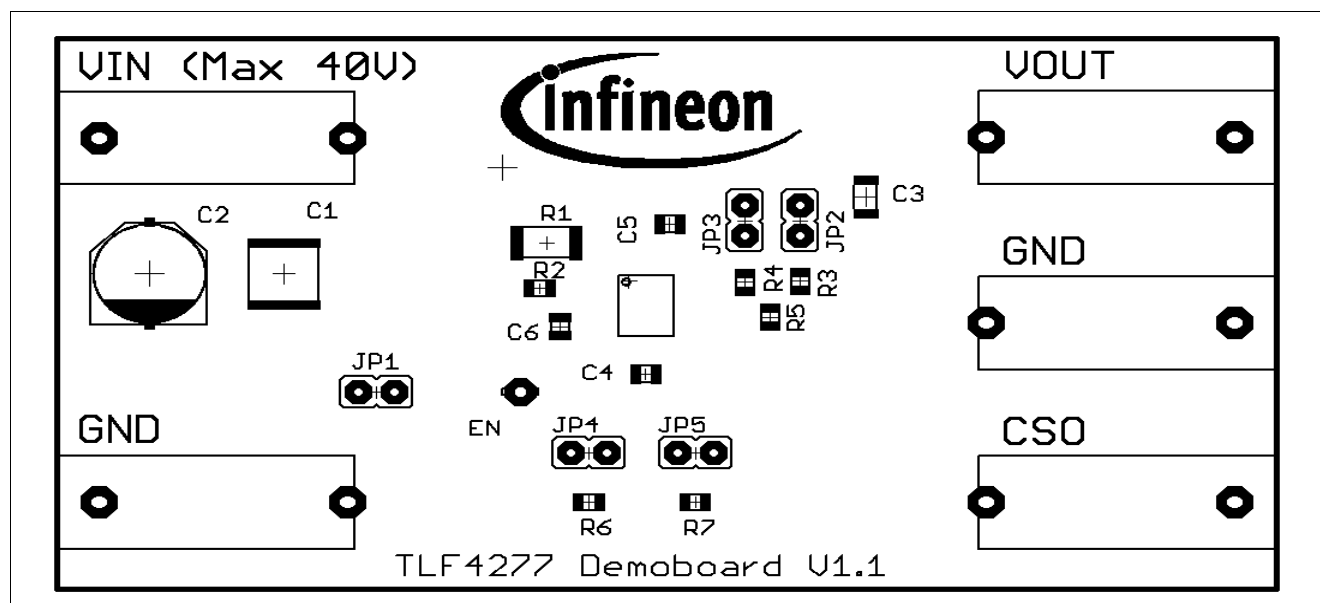 VIN (Max 40V)
Infineon
VOUT
C2
C1
R1
C5
JP3
JP2
C3
R2
R4
R3
GND
C6
R5
JP1
C4
EN
JP4
JP5
GND
CSO
R6
R7
TLF4277 Demoboard V1.1